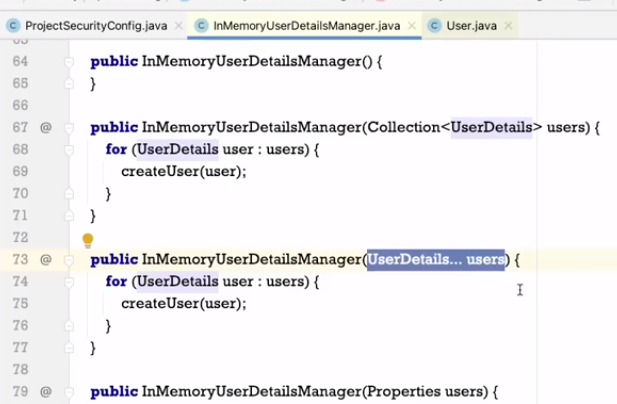 ProjectSecurityConfig.java InMemoryUserDetailsManager.java User.java
64 public InMemoryUserDetailsManager() {
65 }
66
67 @ public InMemoryUserDetailsManager(Collection<UserDetails> users) {
68 for (UserDetails user : users) {
69 createUser(user);
70 }
71 }
72
73 @ public InMemoryUserDetailsManager(UserDetails... users) {
74 for (UserDetails user : users) {
75 createUser(user);
76 }
77 }
78
79 @ public InMemoryUserDetailsManager(Properties users) {